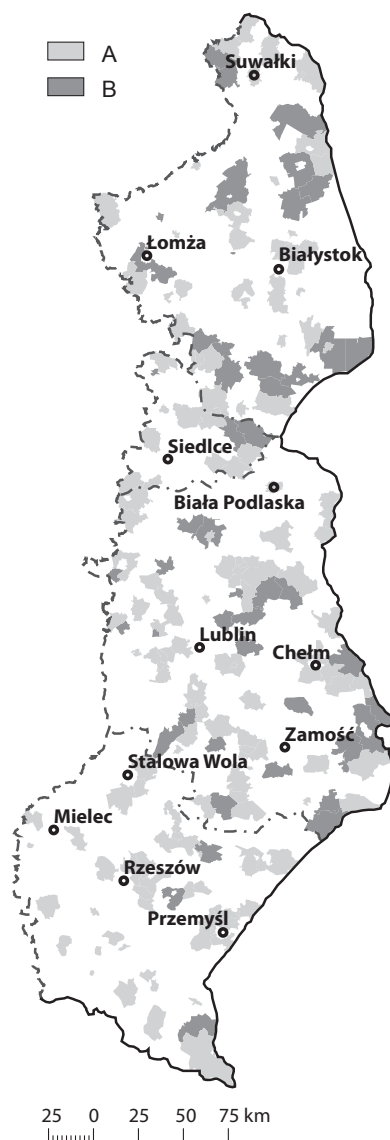 A
B
Suwałki
Łomża
Białystok
Siedlce
Biała Podlaska
Lublin
Chełm
Zamość
Stalowa Wola
Mielec
Rzeszów
Przemyśl
25 0 25 50 75 km